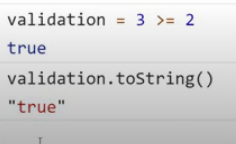 validation = 3 >= 2
true
validation.toString()
"true"